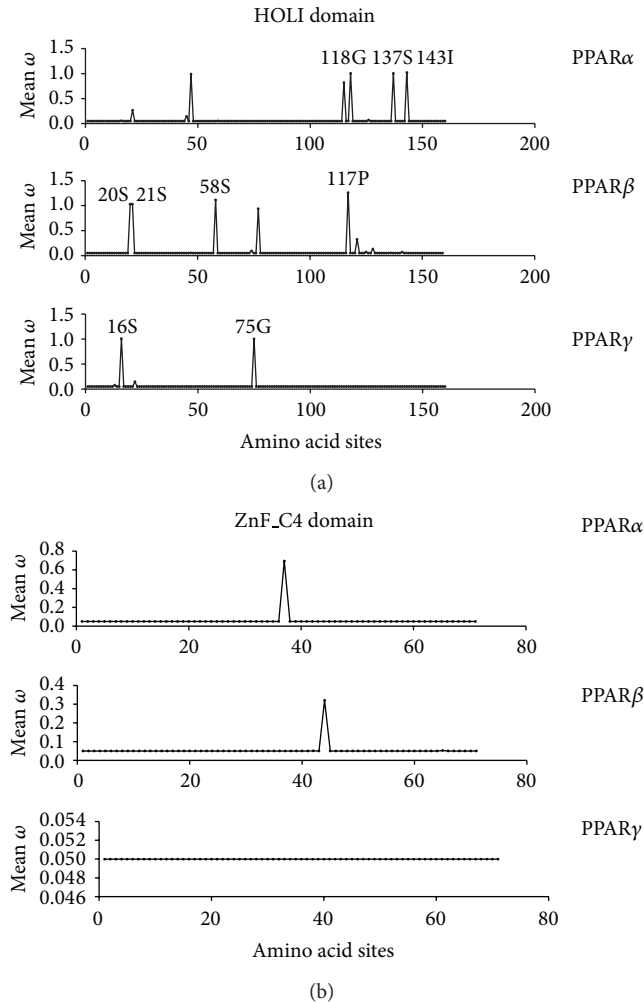 HOLI domain
PPARα
Mean ω
1.5
1.0
0.5
0.0
118G 137S 143I
0 50 100 150 200
PPARβ
Mean ω
1.5
1.0
0.5
0.0
20S 21S 58S 117P
0 50 100 150 200
PPARγ
Mean ω
1.5
1.0
0.5
0.0
16S 75G
0 50 100 150 200
Amino acid sites
(a)
ZnF_C4 domain
PPARα
Mean ω
0.8
0.6
0.4
0.2
0.0
0 20 40 60 80
PPARβ
Mean ω
0.4
0.3
0.2
0.1
0
0 20 40 60 80
PPARγ
Mean ω
0.054
0.052
0.050
0.048
0.046
0 20 40 60 80
Amino acid sites
(b)